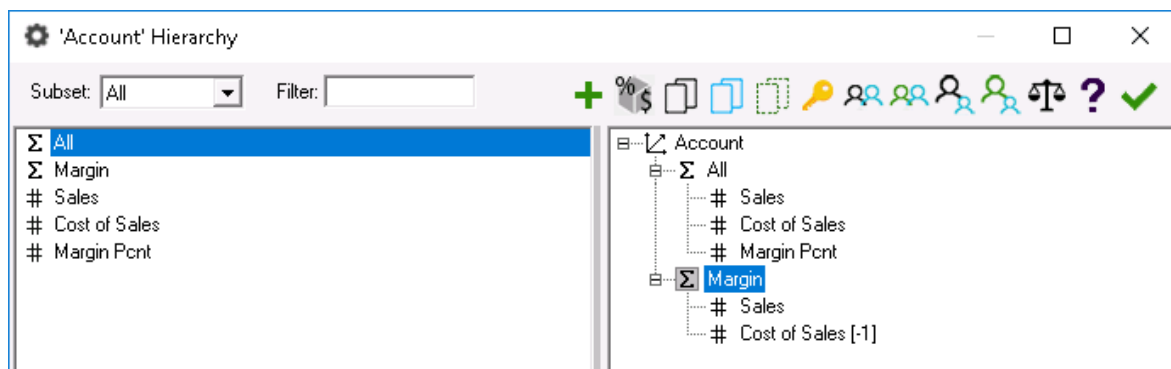 'Account' Hierarchy
Subset: All Filter:
All
Margin
# Sales
# Cost of Sales
# Margin Pcnt
Account
Σ All
# Sales
# Cost of Sales
# Margin Pcnt
Σ Margin
# Sales
# Cost of Sales [-1]